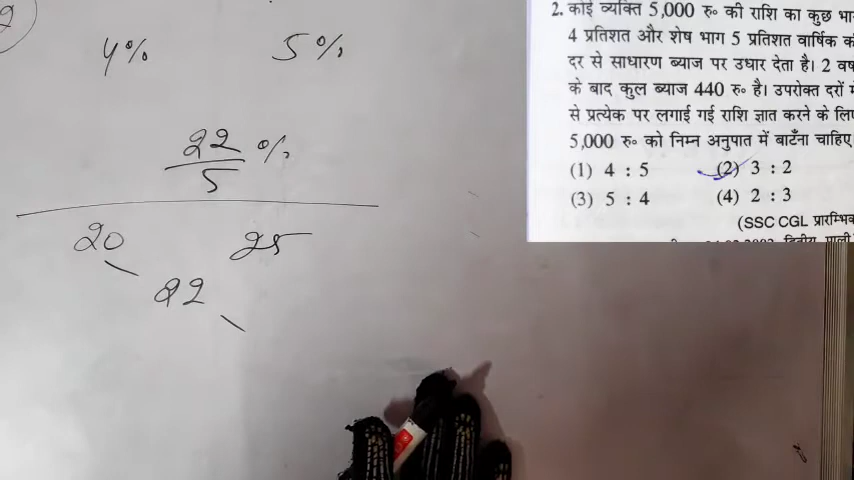 2
4% 5%
22/5 %
20 25
22
2. कोई व्यक्ति 5,000 रु० की राशि का कुछ
4 प्रतिशत और शेष भाग 5 प्रतिशत वार्षिक
दर से साधारण ब्याज पर उधार देता है। 2
के बाद कुल ब्याज 440 रु० है। उपरोक्त दरों
से प्रत्येक पर लगाई गई राशि ज्ञात करने के
5,000 रु० को निम्न अनुपात में बाटँना चाहिए
(1) 4 : 5 (2) 3 : 2
(3) 5 : 4 (4) 2 : 3
(SSC CGL